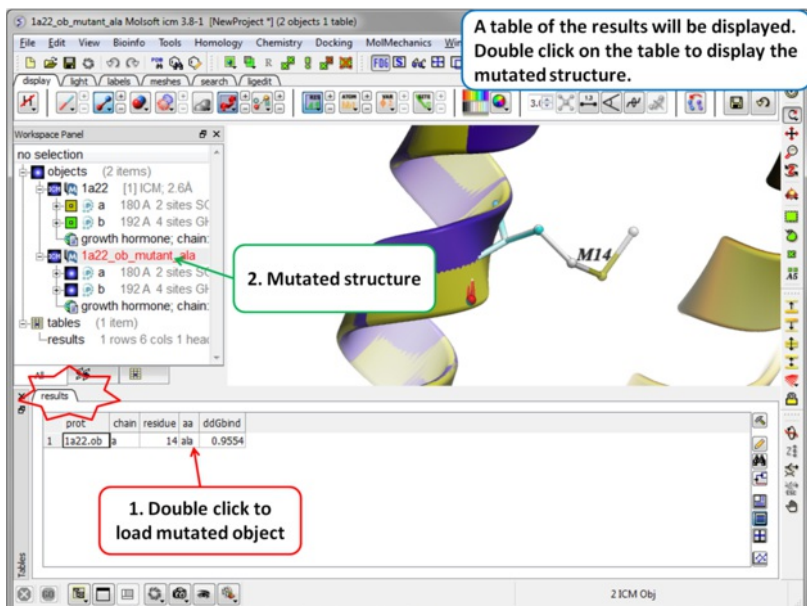 1a22_ob_mutant_ala Molsoft icm 3.8-1 [NewProject *] (2 objects 1 table)
A table of the results will be displayed.
Double click on the table to display the
mutated structure.
File Edit View Bioinfo Tools Homology Chemistry Docking MolMechanics
display light labels meshes search ligedit
Workspace Panel
no selection
objects (2 items)
1a22 [1] ICM; 2.6Å
a 180 A 2 sites
b 192 A 4 sites
growth hormone; chain:
1a22_ob_mutant_ala
a 180 A 2 sites
b 192 A 4 sites
growth hormone; chain:
tables (1 item)
results 1 rows 6 cols 1
M14
2. Mutated structure
All
results
prot chain residue aa ddGbind
1 1a22.ob a 14 ala 0.9554
1. Double click to
load mutated object
Tables
2 ICM Obj